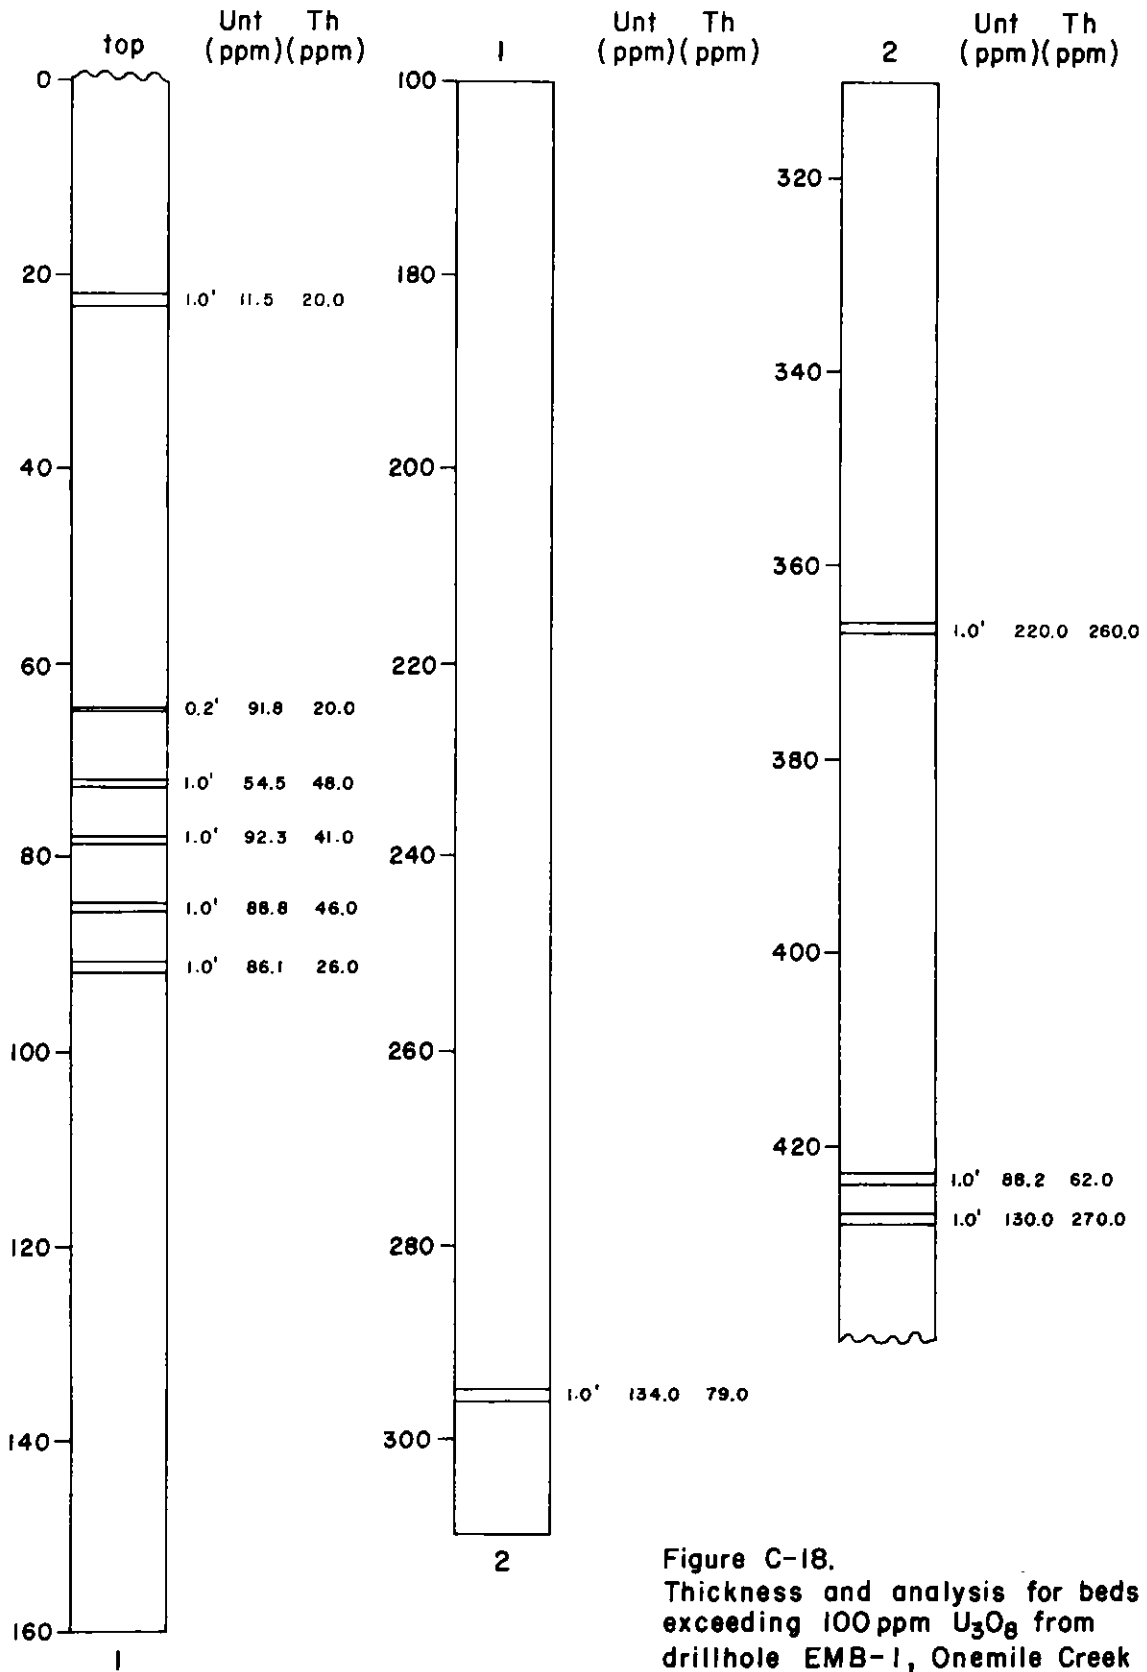 top Unt Th
(ppm) (ppm)
0
20
1.0' 11.5 20.0
40
60
0.2' 91.8 20.0
1.0' 54.5 48.0
1.0' 92.3 41.0
80
1.0' 88.8 46.0
1.0' 86.1 26.0
100
120
140
160
1
1 Unt Th
(ppm) (ppm)
100
180
200
220
240
260
280
1.0' 134.0 79.0
300
2
2 Unt Th
(ppm) (ppm)
320
340
360
1.0' 220.0 260.0
380
400
420
1.0' 88.2 62.0
1.0' 130.0 270.0
Figure C-18.
Thickness and analysis for beds
exceeding 100 ppm U₃O₈ from
drillhole EMB-1, Onemile Creek